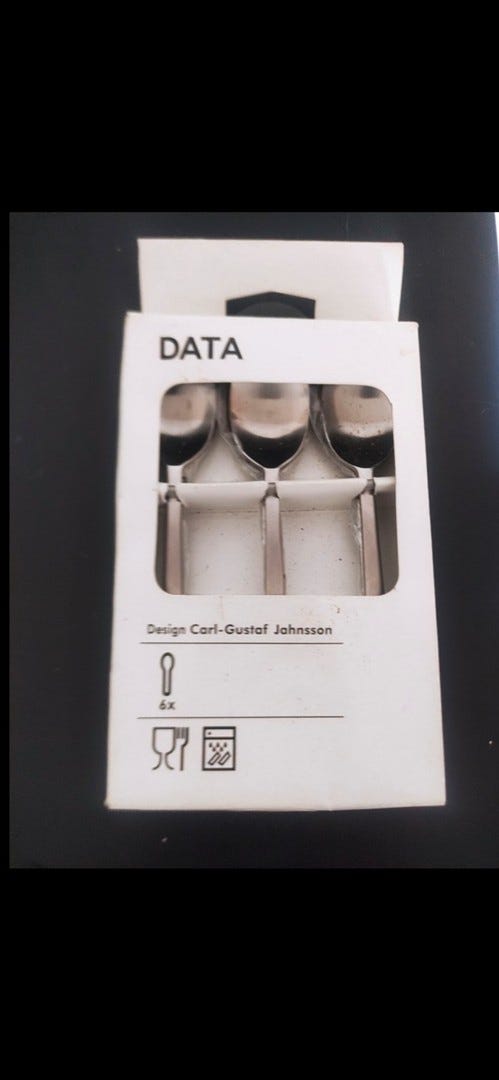 DATA
Design Carl-Gustaf Jahnsson
6x